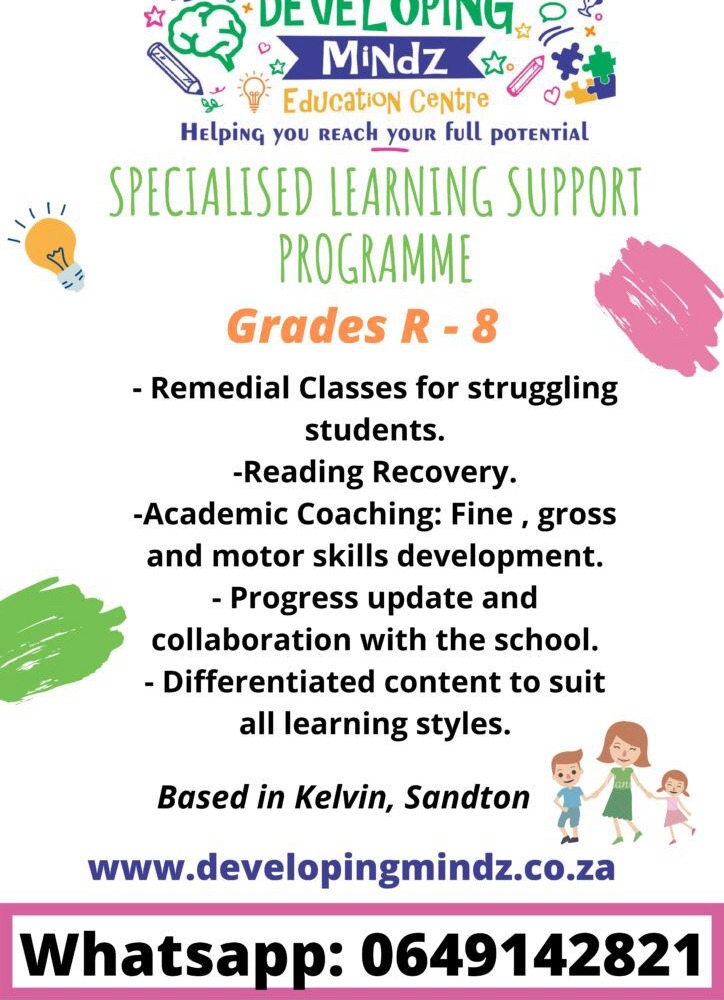 DEVELOPING
MiNdZ
Education Centre
Helping you reach your full potential
SPECIALISED LEARNING SUPPORT
PROGRAMME
Grades R - 8
- Remedial Classes for struggling
students.
-Reading Recovery.
-Academic Coaching: Fine , gross
and motor skills development.
- Progress update and
collaboration with the school.
- Differentiated content to suit
all learning styles.
Based in Kelvin, Sandton
www.developingmindz.co.za
Whatsapp: 0649142821